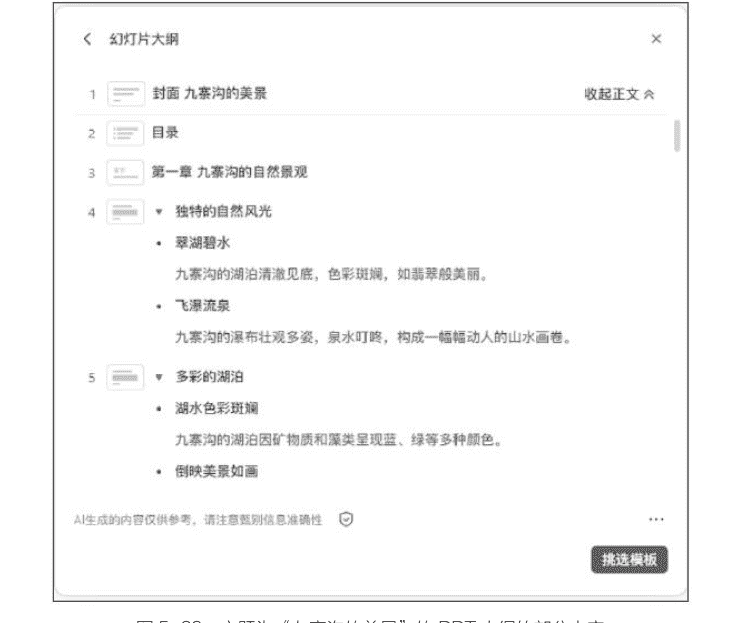 幻灯片大纲
1 封面 九寨沟的美景 收起正文
2 目录
3 第一章 九寨沟的自然景观
4 ▼ 独特的自然风光
• 翠湖碧水
九寨沟的湖泊清澈见底，色彩斑斓，如翡翠般美丽。
• 飞瀑流泉
九寨沟的瀑布壮观多姿，泉水叮咚，构成一幅幅动人的山水画卷。
5 ▼ 多彩的湖泊
• 湖水色彩斑斓
九寨沟的湖泊因矿物质和藻类呈现蓝、绿等多种颜色。
• 倒映美景如画
AI生成的内容仅供参考，请注意甄别信息准确性
挑选模板